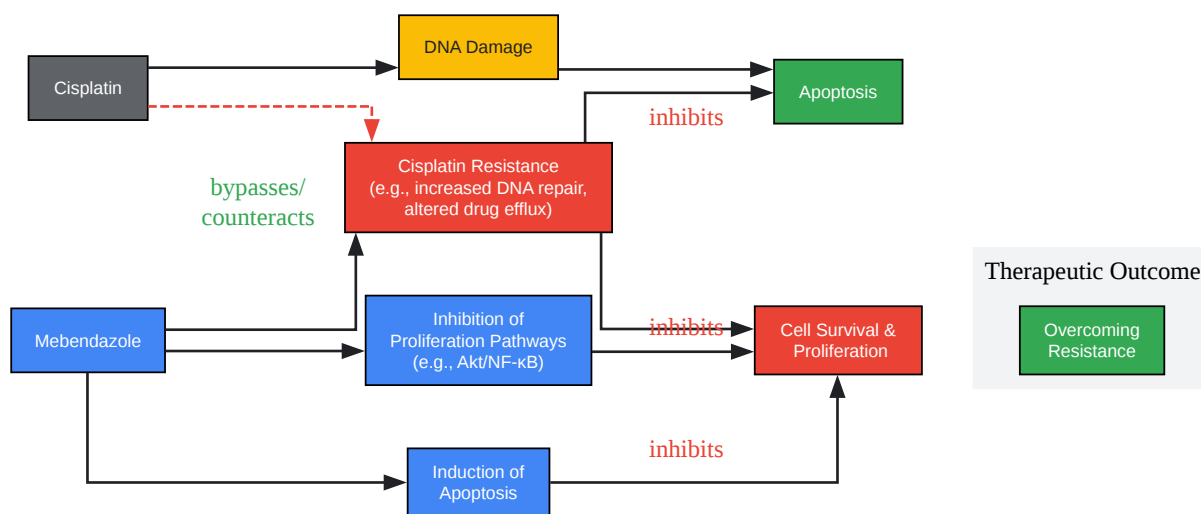 DNA Damage
Cisplatin
Apoptosis
inhibits
Cisplatin Resistance
(e.g., increased DNA repair,
altered drug efflux)
bypasses/
counteracts
Therapeutic Outcome
Mebendazole
Inhibition of
Proliferation Pathways
(e.g., Akt/NF-κB)
inhibits
Cell Survival &
Proliferation
Overcoming
Resistance
inhibits
Induction of
Apoptosis